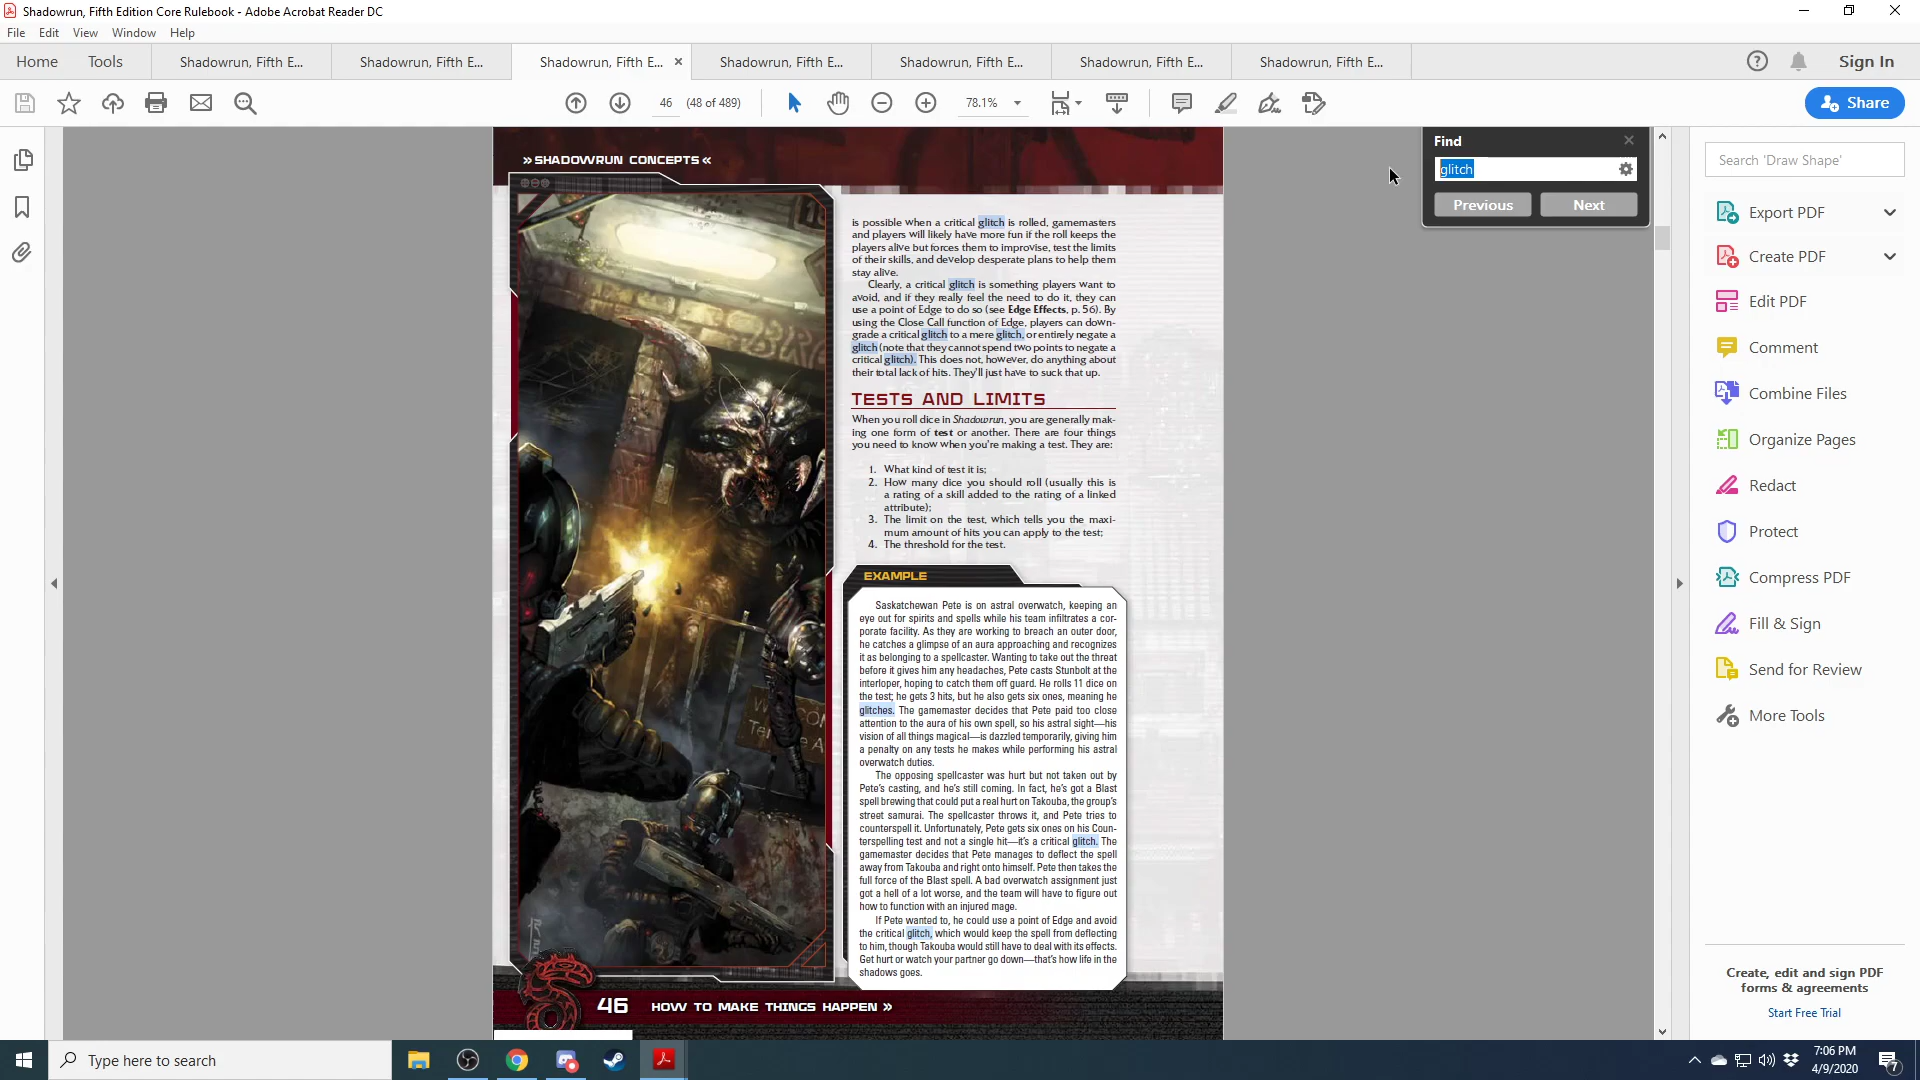 Shadowrun, Fifth Edition Core Rulebook - Adobe Acrobat Reader DC
File Edit View Window Help
Home Tools Shadowrun, Fifth E... Shadowrun, Fifth E... Shadowrun, Fifth E... × Shadowrun, Fifth E... Shadowrun, Fifth E... Shadowrun, Fifth E... Shadowrun, Fifth E... Sign In
46 (48 of 489) 78.1% Share
»SHADOWRUN CONCEPTS«
is possible when a critical glitch is rolled, gamemasters
and players will likely have more fun if the roll keeps the
players alive but forces them to improvise, test the limits
of their skills, and develop desperate plans to help them
stay alive.
Clearly, a critical glitch is something players want to
avoid, and if they really feel the need to do it, they can
use a point of Edge to do so (see Edge Effects, p. 56). By
using the Close Call function of Edge, players can down-
grade a critical glitch to a mere glitch, or entirely negate a
glitch (note that they cannot spend two points to negate a
critical glitch). This does not, however, do anything about
their total lack of hits. They'll just have to suck that up.
TESTS AND LIMITS
When you roll dice in Shadowrun, you are generally mak-
ing one form of test or another. There are four things
you need to know when you're making a test. They are:
1. What kind of test it is;
2. How many dice you should roll (usually this is
a rating of a skill added to the rating of a linked
attribute);
3. The limit on the test, which tells you the maxi-
mum amount of hits you can apply to the test;
4. The threshold for the test.
EXAMPLE
Saskatchewan Pete is on astral overwatch, keeping an
eye out for spirits and spells while his team infiltrates a cor-
porate facility. As they are working to breach an outer door,
he catches a glimpse of an aura approaching and recognizes
it as belonging to a spellcaster. Wanting to take out the threat
before it gives him any headaches, Pete casts Stunbolt at the
interloper, hoping to catch them off guard. He rolls 11 dice on
the test; he gets 3 hits, but he also gets six ones, meaning he
glitches. The gamemaster decides that Pete paid too close
attention to the aura of his own spell, so his astral sight—his
vision of all things magical—is dazzled temporarily, giving him
a penalty on any tests he makes while performing his astral
overwatch duties.
The opposing spellcaster was hurt but not taken out by
Pete's casting, and he's still coming. In fact, he's got a Blast
spell brewing that could put a real hurt on Takouba, the group's
street samurai. The spellcaster throws it, and Pete tries to
counterspell it. Unfortunately, Pete gets six ones on his Coun-
terspelling test and not a single hit—it's a critical glitch. The
gamemaster decides that Pete manages to deflect the spell
away from Takouba and right onto himself. Pete then takes the
full force of the Blast spell. A bad overwatch assignment just
got a hell of a lot worse, and the team will have to figure out
how to function with an injured mage.
If Pete wanted to, he could use a point of Edge and avoid
the critical glitch, which would keep the spell from deflecting
to him, though Takouba would still have to deal with its effects.
Get hurt or watch your partner go down—that's how life in the
shadows goes.
46 HOW TO MAKE THINGS HAPPEN »
Find
glitch
Previous Next
Search 'Draw Shape'
Export PDF
Create PDF
Edit PDF
Comment
Combine Files
Organize Pages
Redact
Protect
Compress PDF
Fill & Sign
Send for Review
More Tools
Create, edit and sign PDF
forms & agreements
Start Free Trial
Type here to search
7:06 PM
4/9/2020
7